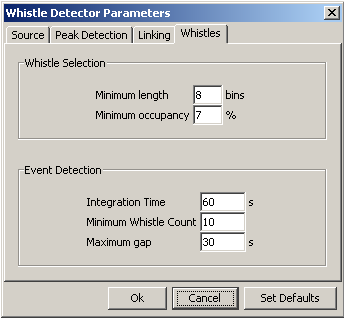 Whistle Detector Parameters
Source Peak Detection Linking Whistles
Whistle Selection
Minimum length 8 bins
Minimum occupancy 7 %
Event Detection
Integration Time 60 s
Minimum Whistle Count 10
Maximum gap 30 s
Ok Cancel Set Defaults